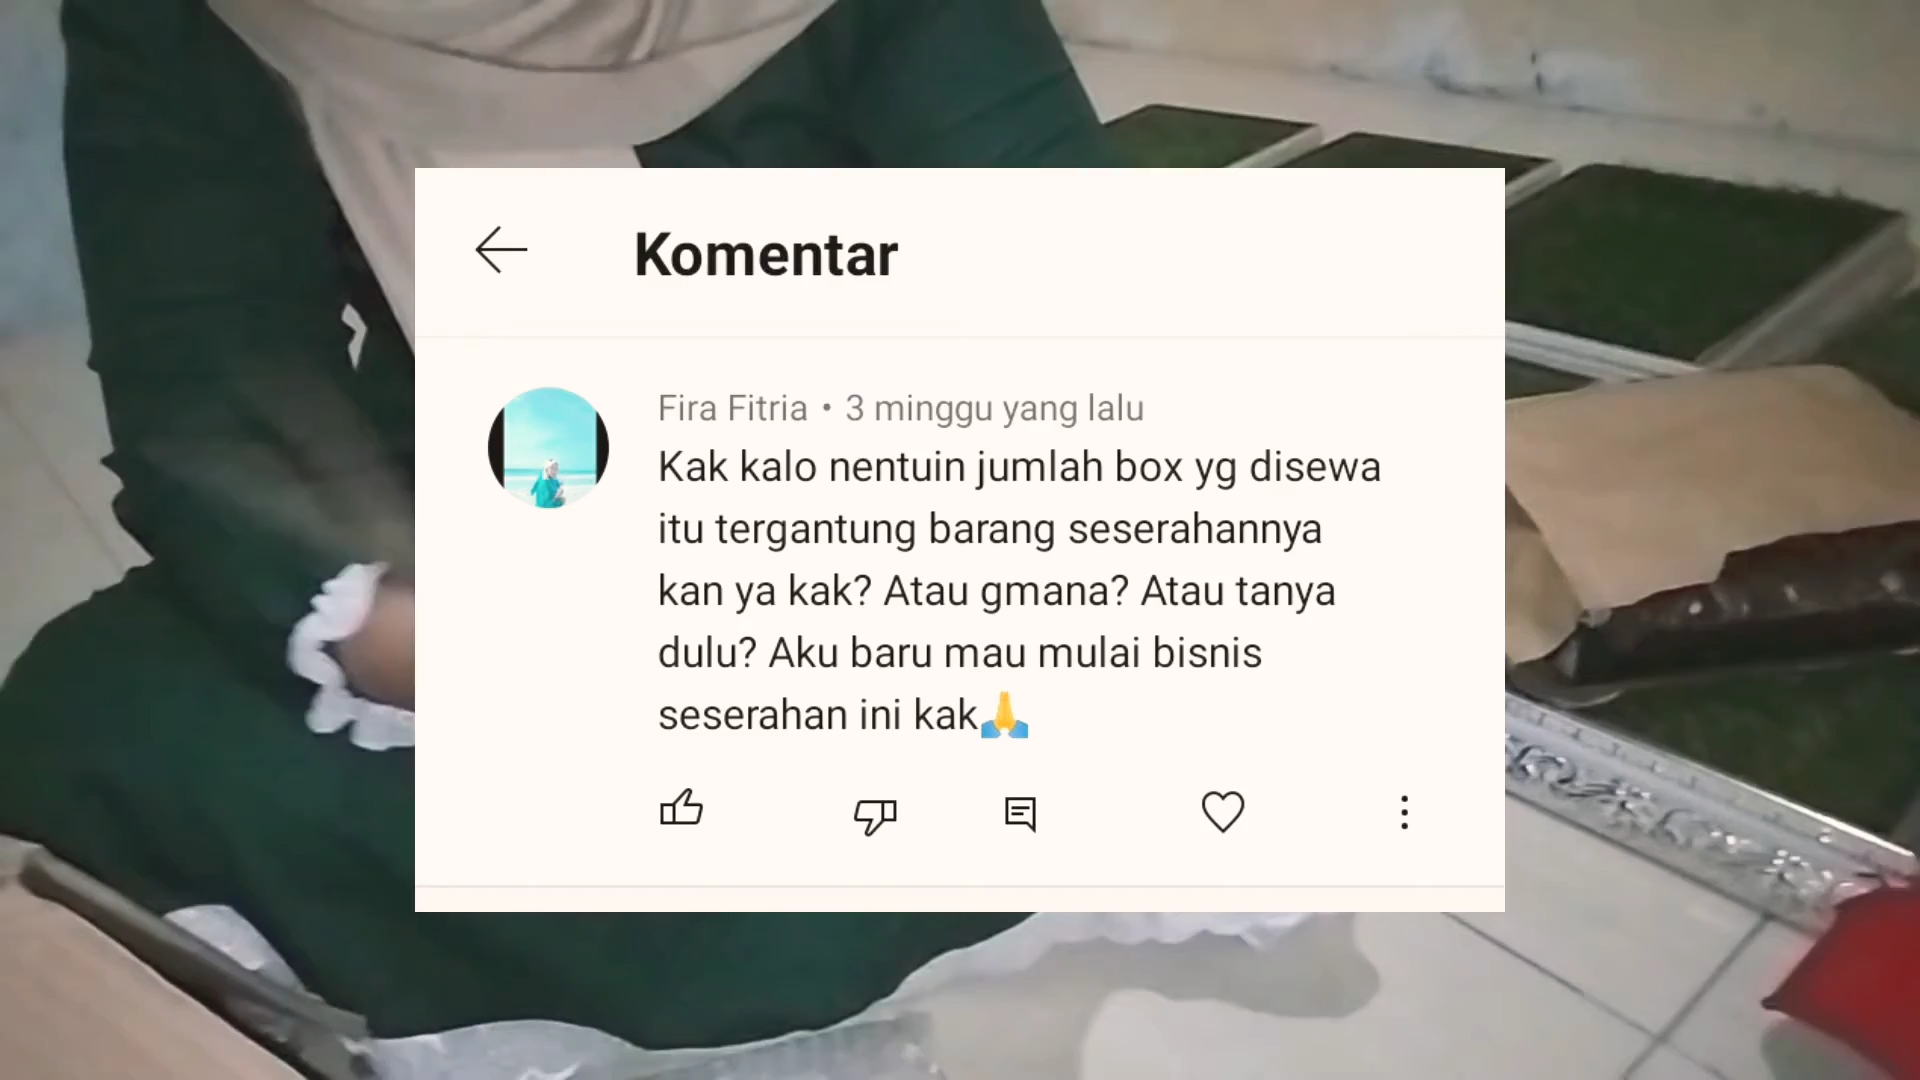 Komentar
Fira Fitria • 3 minggu yang lalu
Kak kalo nentuin jumlah box yg disewa
itu tergantung barang seserahannya
kan ya kak? Atau gmana? Atau tanya
dulu? Aku baru mau mulai bisnis
seserahan ini kak🙏